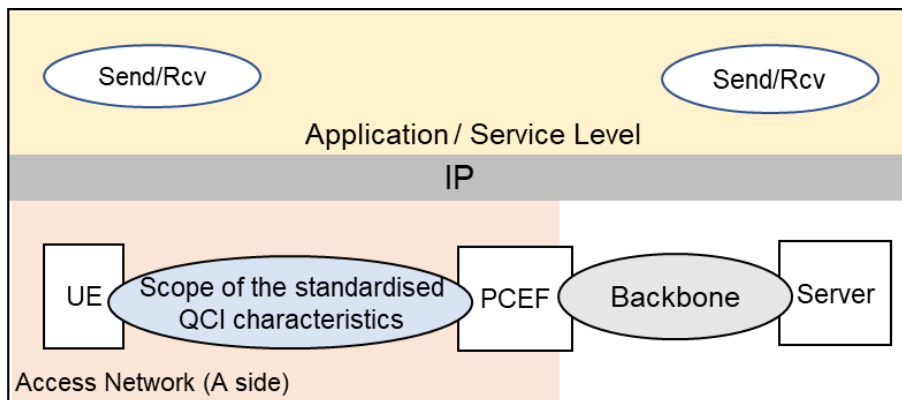 Send/Rcv
Send/Rcv
Application / Service Level
IP
UE
Scope of the standardised
QCI characteristics
PCEF
Backbone
Server
Access Network (A side)